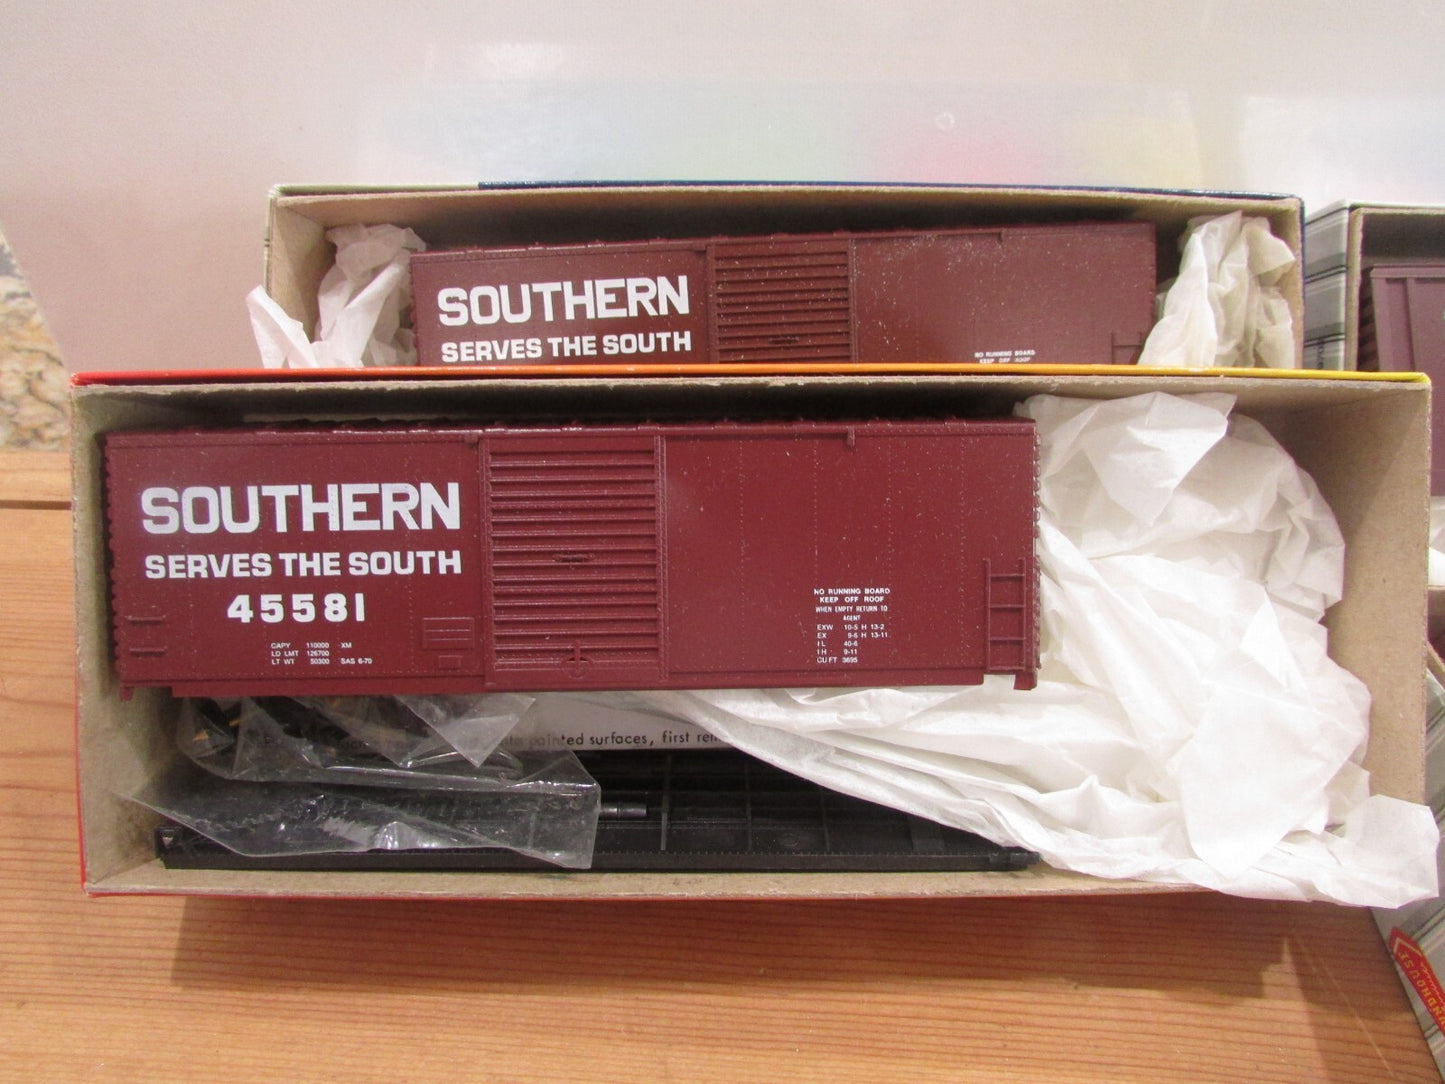 SOUTHERN
SERVES THE SOUTH
NO RUNNING BOARD
KEEP OFF ROOF
SOUTHERN
SERVES THE SOUTH
45581
CAPY 110000 XM
LD LMT 126700
LT WT 50300 SAS 6-70
NO RUNNING BOARD
KEEP OFF ROOF
WHEN EMPTY RETURN TO
AGENT
EXW 10-5 H 13-2
EX 9-6 H 13-11
IL 40-6
IH 9-11
CU FT 3695
painted surfaces, first